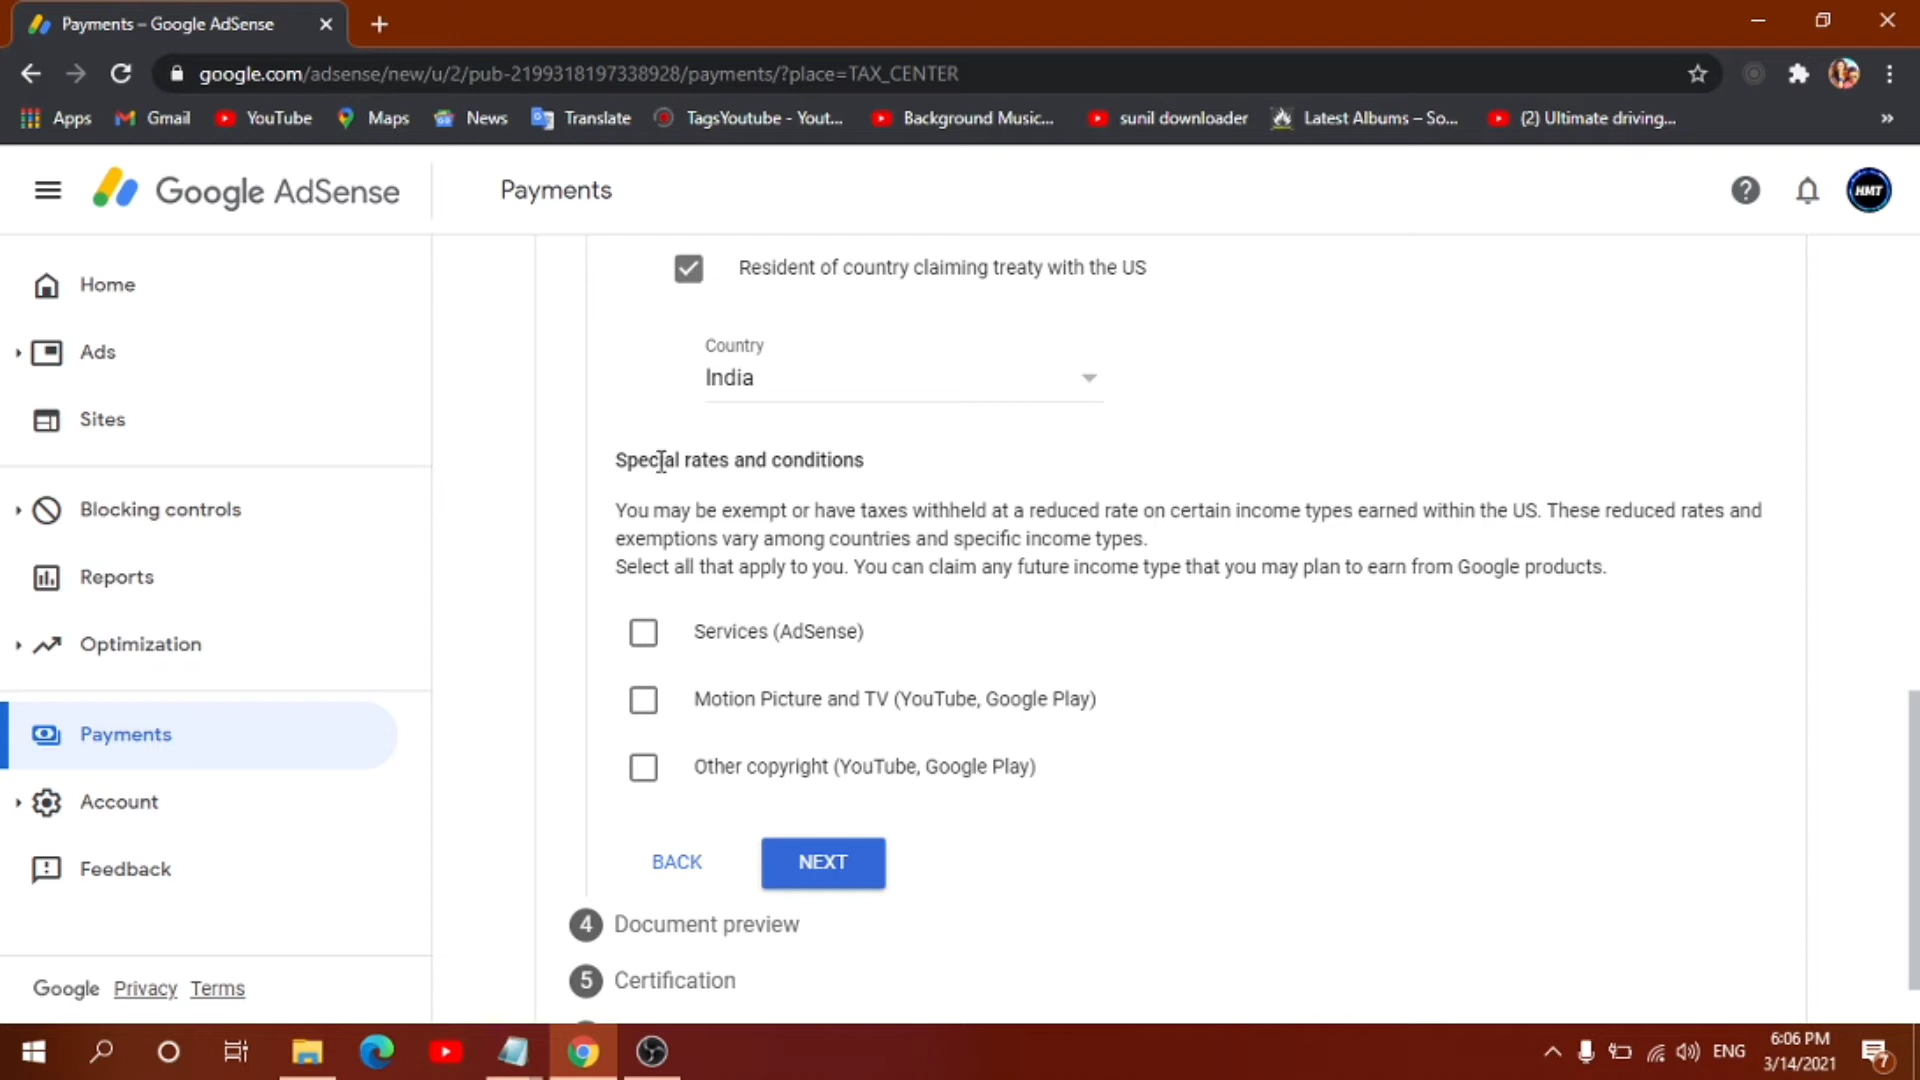 Payments – Google AdSense
google.com/adsense/new/u/2/pub-2199318197338928/payments/?place=TAX_CENTER
Apps Gmail YouTube Maps News Translate TagsYoutube - Yout... Background Music... sunil downloader Latest Albums – So... (2) Ultimate driving... »
Google AdSense Payments HMT
Home
Ads
Sites
Blocking controls
Reports
Optimization
Payments
Account
Feedback
Google Privacy Terms
Resident of country claiming treaty with the US
Country
India
Special rates and conditions
You may be exempt or have taxes withheld at a reduced rate on certain income types earned within the US. These reduced rates and
exemptions vary among countries and specific income types.
Select all that apply to you. You can claim any future income type that you may plan to earn from Google products.
Services (AdSense)
Motion Picture and TV (YouTube, Google Play)
Other copyright (YouTube, Google Play)
BACK NEXT
4 Document preview
5 Certification
ENG 6:06 PM
3/14/2021 7